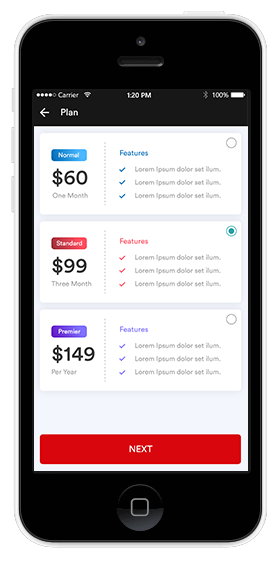 Carrier 1:20 PM 100%
Plan
Normal
$60
One Month
Features
Lorem Ipsum dolor set ilum.
Lorem Ipsum dolor set ilum.
Lorem Ipsum dolor set ilum.
Standard
$99
Three Month
Features
Lorem Ipsum dolor set ilum.
Lorem Ipsum dolor set ilum.
Lorem Ipsum dolor set ilum.
Premier
$149
Per Year
Features
Lorem Ipsum dolor set ilum.
Lorem Ipsum dolor set ilum.
Lorem Ipsum dolor set ilum.
NEXT